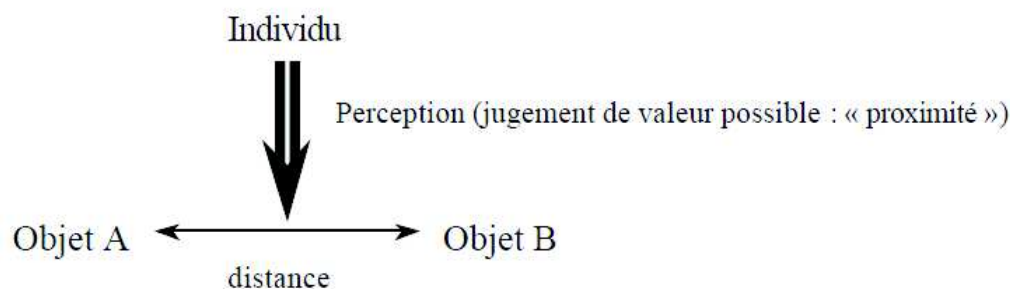 Individu
Perception (jugement de valeur possible : « proximité »)
Objet A
Objet B
distance